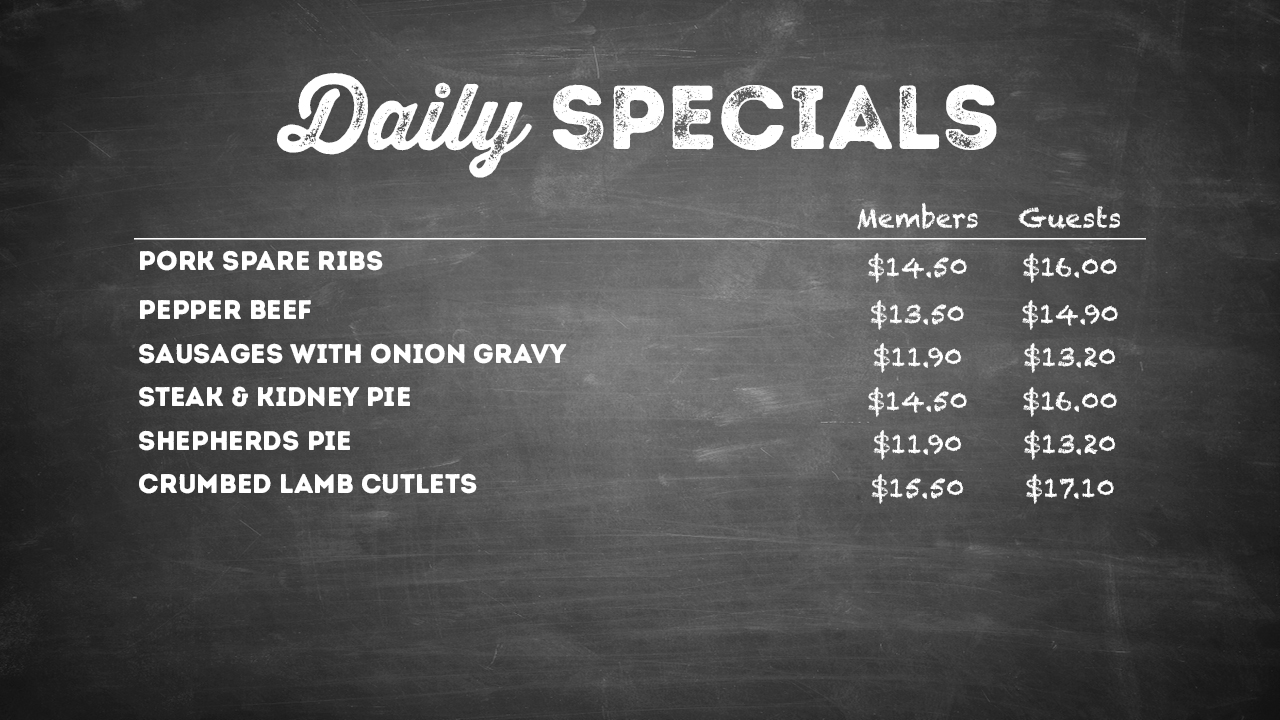 Daily SPECIALS
Members Guests
PORK SPARE RIBS $14.50 $16.00
PEPPER BEEF $13.50 $14.90
SAUSAGES WITH ONION GRAVY $11.90 $13.20
STEAK & KIDNEY PIE $14.50 $16.00
SHEPHERDS PIE $11.90 $13.20
CRUMBED LAMB CUTLETS $15.50 $17.10